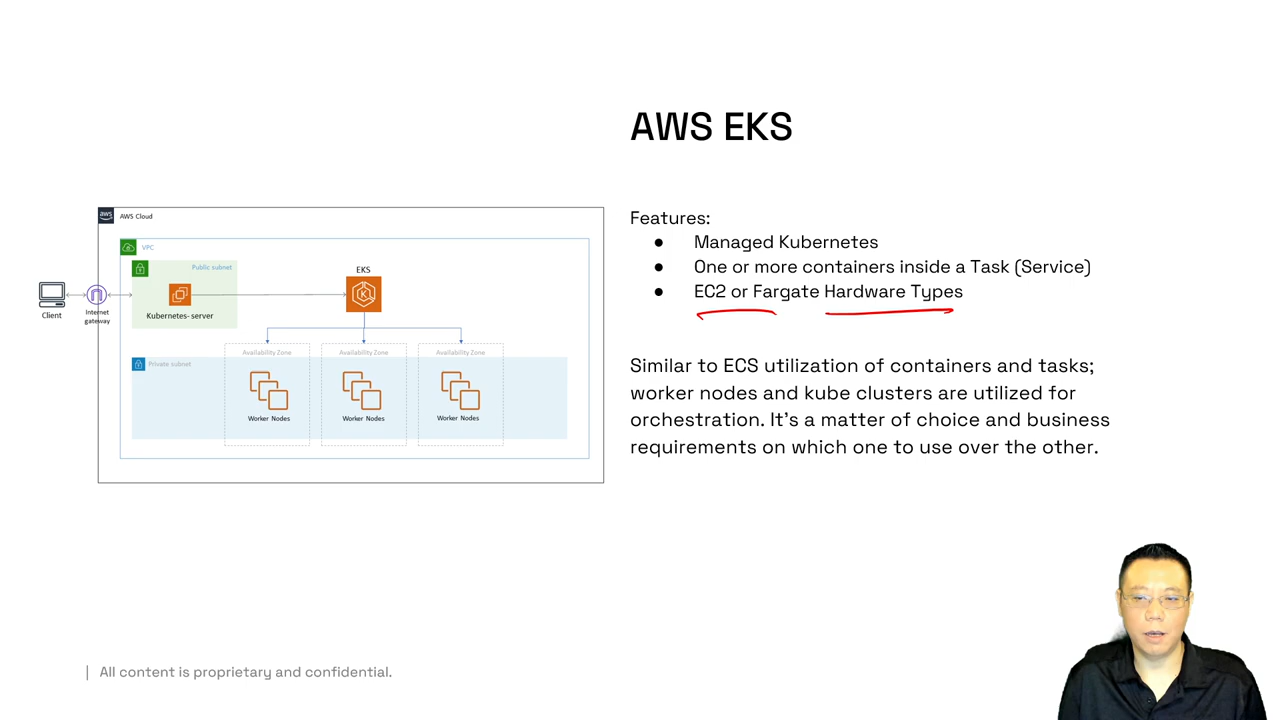 AWS EKS
aws
AWS Cloud
VPC
Public subnet
EKS
Client
Internet
gateway
Kubernetes- server
Availability Zone
Availability Zone
Availability Zone
Private subnet
Worker Nodes
Worker Nodes
Worker Nodes
Features:
● Managed Kubernetes
● One or more containers inside a Task (Service)
● EC2 or Fargate Hardware Types
Similar to ECS utilization of containers and tasks;
worker nodes and kube clusters are utilized for
orchestration. It's a matter of choice and business
requirements on which one to use over the other.
| All content is proprietary and confidential.